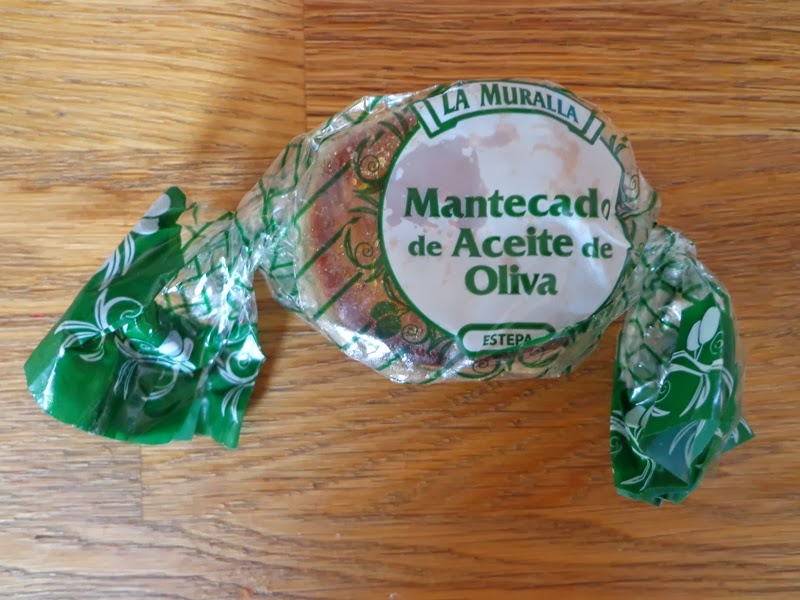 LA MURALLA
Mantecado
de Aceite de
Oliva
ESTEPA